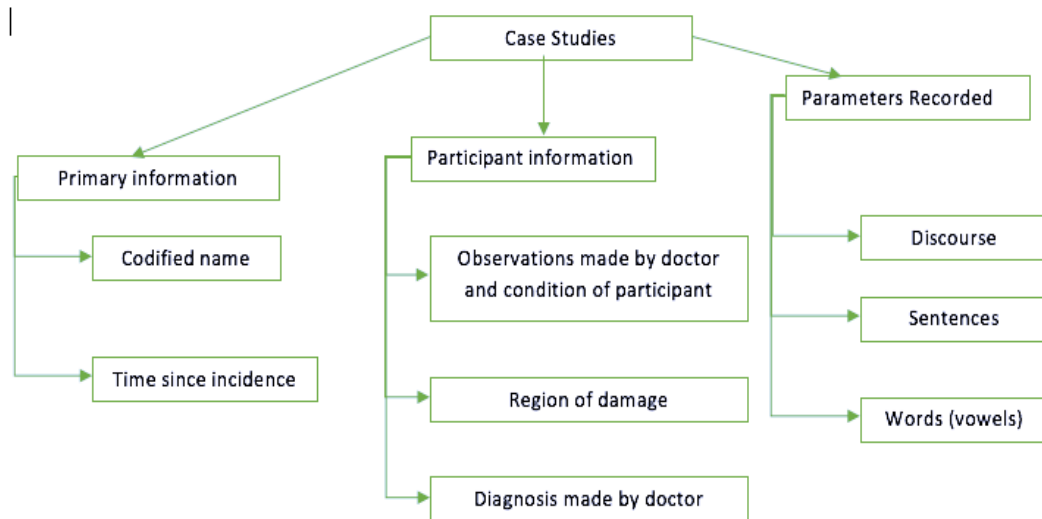 Case Studies
Primary information
Codified name
Time since incidence
Participant information
Observations made by doctor
and condition of participant
Region of damage
Diagnosis made by doctor
Parameters Recorded
Discourse
Sentences
Words (vowels)